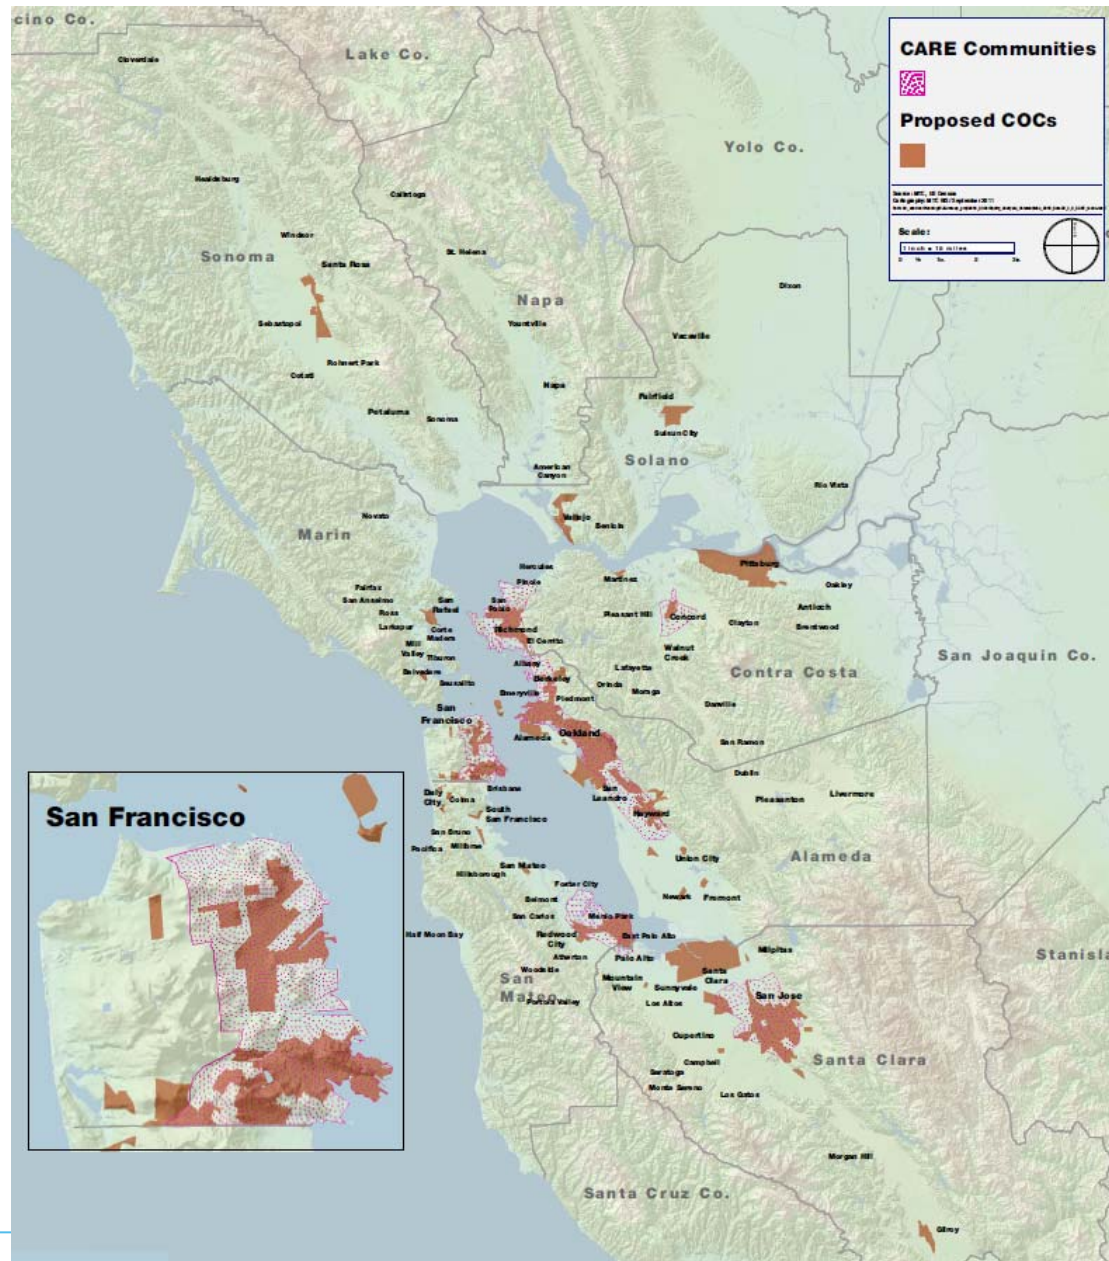 cino Co.
Cloverdale
Lake Co.
Yolo Co.
CARE Communities
Proposed COCs
Source: MTC, US Census
Scale:
1 inch = 15 miles
Healdsburg
Calistoga
Windsor
St. Helena
Sonoma
Santa Rosa
Dixon
Napa
Sebastopol
Yountville
Vacaville
Rohnert Park
Cotati
Napa
Fairfield
Petaluma
Sonoma
Suisun City
Solano
American
Canyon
Rio Vista
Novato
Vallejo
Benicia
Marin
Hercules
Pinole
Martinez
Pittsburg
Oakley
Fairfax
San Anselmo
San
Rafael
San
Pablo
Antioch
Ross
Larkspur
Corte
Madera
Richmond
Pleasant Hill
Concord
Clayton
Brentwood
Mill
Valley
Tiburon
El Cerrito
Walnut
Creek
San Joaquin Co.
Belvedere
Albany
Berkeley
Lafayette
Contra Costa
Sausalito
Emeryville
Piedmont
Orinda
Moraga
San
Francisco
Danville
Alameda
Oakland
San Ramon
Dublin
Daly
City
Colma
Brisbane
San
Leandro
Pleasanton
Livermore
South
San Francisco
Hayward
San Bruno
Pacifica
Millbrae
Union City
Alameda
San Mateo
Hillsborough
Foster City
Newark
Fremont
Belmont
San Carlos
Menlo Park
Half Moon Bay
Redwood
City
East Palo Alto
Atherton
Palo Alto
Milpitas
Stanisla
Woodside
Mountain
View
Sunnyvale
Santa
Clara
San
Mateo
Portola Valley
Los Altos
San Jose
Cupertino
Campbell
Santa Clara
Saratoga
Monte Sereno
Los Gatos
Morgan Hill
Santa Cruz Co.
Gilroy
San Francisco